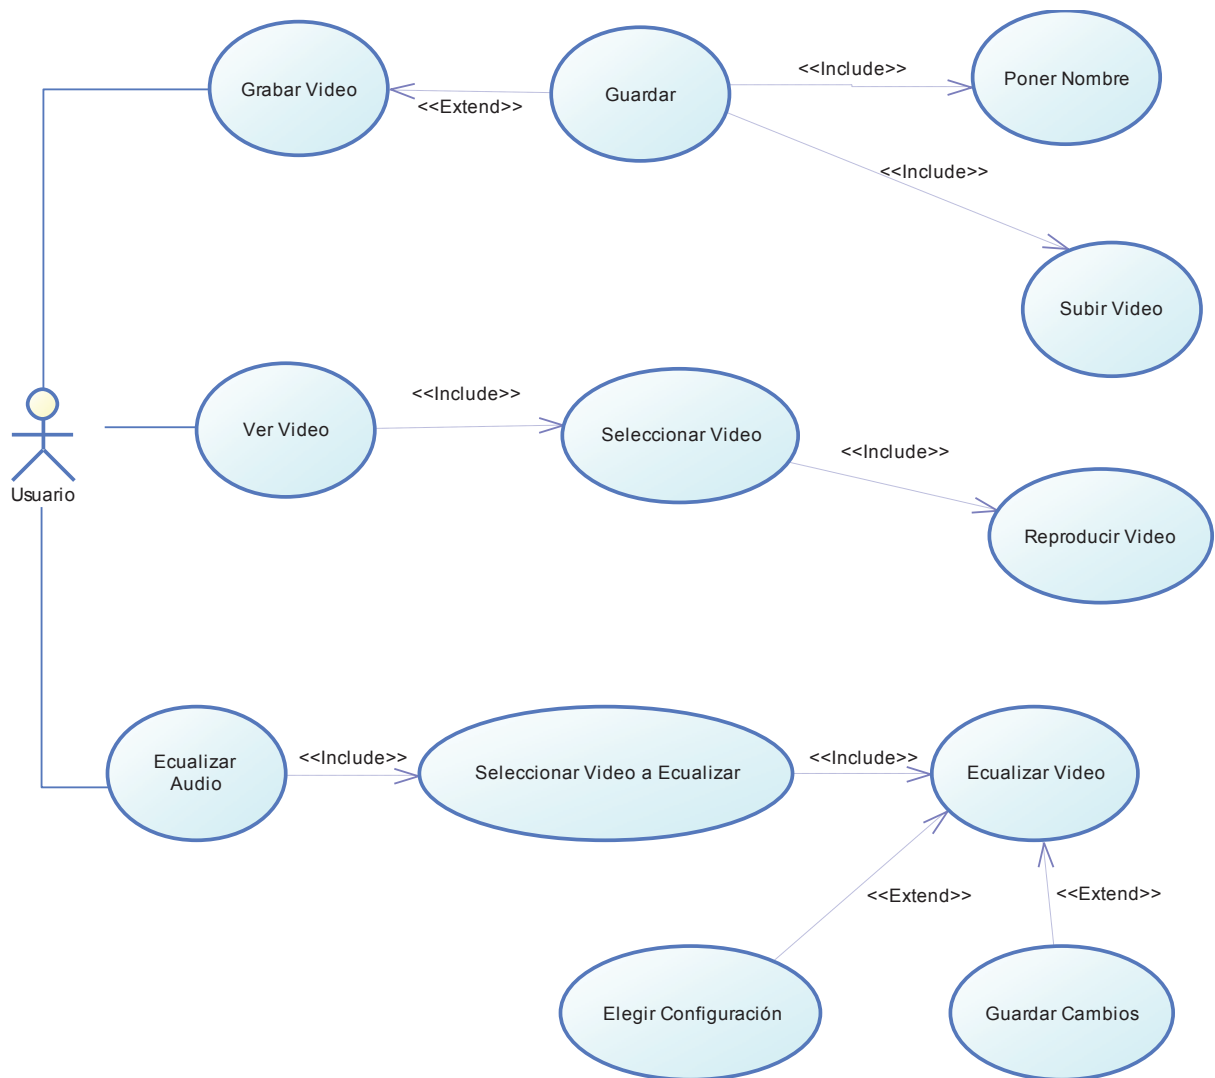 Grabar Video
<<Extend>>
Guardar
<<Include>>
Poner Nombre
<<Include>>
Subir Video
Usuario
Ver Video
<<Include>>
Seleccionar Video
<<Include>>
Reproducir Video
Ecualizar
Audio
<<Include>>
Seleccionar Video a Ecualizar
<<Include>>
Ecualizar Video
<<Extend>>
<<Extend>>
Elegir Configuración
Guardar Cambios